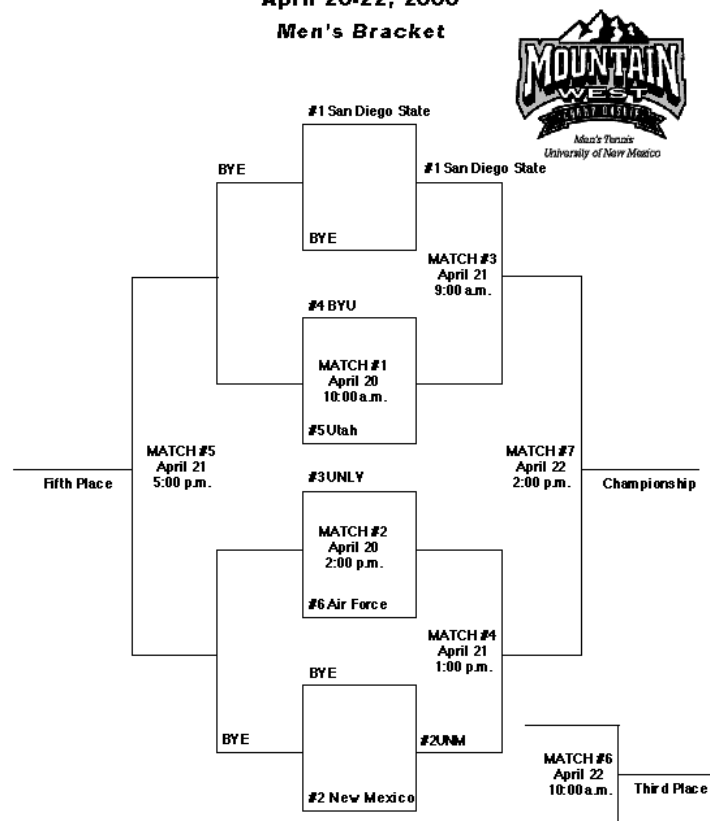 April 20-22, 2000
Men's Bracket
MOUNTAIN
WEST
Men's Tennis
University of New Mexico
#1 San Diego State
BYE
#1 San Diego State
BYE
MATCH #3
April 21
9:00 a.m.
#4 BYU
MATCH #1
April 20
10:00 a.m.
#5 Utah
MATCH #5
April 21
5:00 p.m.
MATCH #7
April 22
2:00 p.m.
Fifth Place
Championship
#3 UNLV
MATCH #2
April 20
2:00 p.m.
#6 Air Force
MATCH #4
April 21
1:00 p.m.
BYE
BYE
#2 UNM
#2 New Mexico
MATCH #6
April 22
10:00 a.m.
Third Place